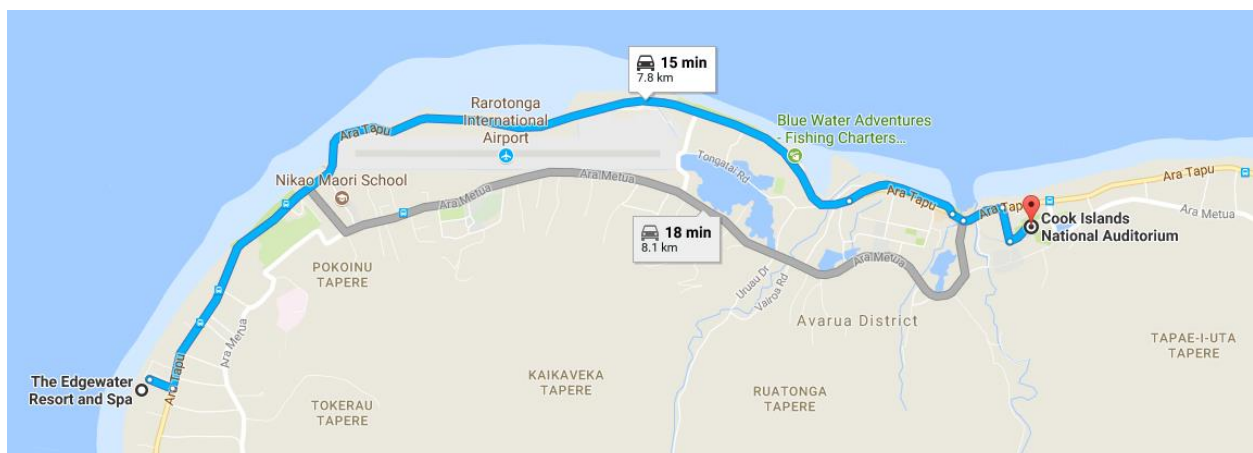 15 min
7.8 km
Rarotonga
International
Airport
Blue Water Adventures
- Fishing Charters...
Ara Tapu
Tongatai Rd
Nikao Maori School
Ara Metua
Ara Metua
Ara Tapu
Ara Tapu
Ara Tapu
Ara Metua
Cook Islands
National Auditorium
18 min
8.1 km
POKOINU
TAPERE
Uruau Dr
Vairoa Rd
Ara Metua
Avarua District
Ara Metua
TAPAE-I-UTA
TAPERE
The Edgewater
Resort and Spa
Ara Tapu
KAIKAVEKA
TAPERE
RUATONGA
TAPERE
TOKERAU
TAPERE